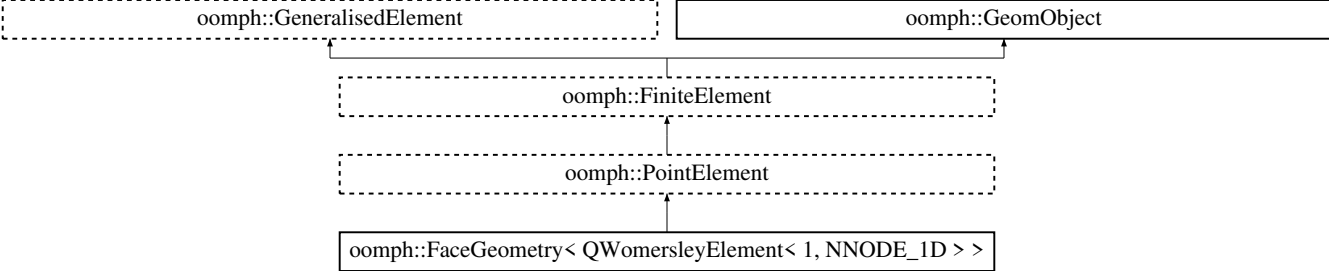 oomph::GeneralisedElement
oomph::GeomObject
oomph::FiniteElement
oomph::PointElement
oomph::FaceGeometry< QWomersleyElement< 1, NNODE_1D > >